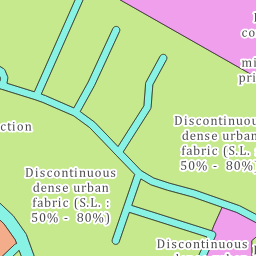 co
mi
pri
ction
Discontinuous
dense urban
fabric (S.L. :
50% - 80%)
Discontinuous
dense urban
fabric (S.L. :
50% - 80%)
Discontinuous